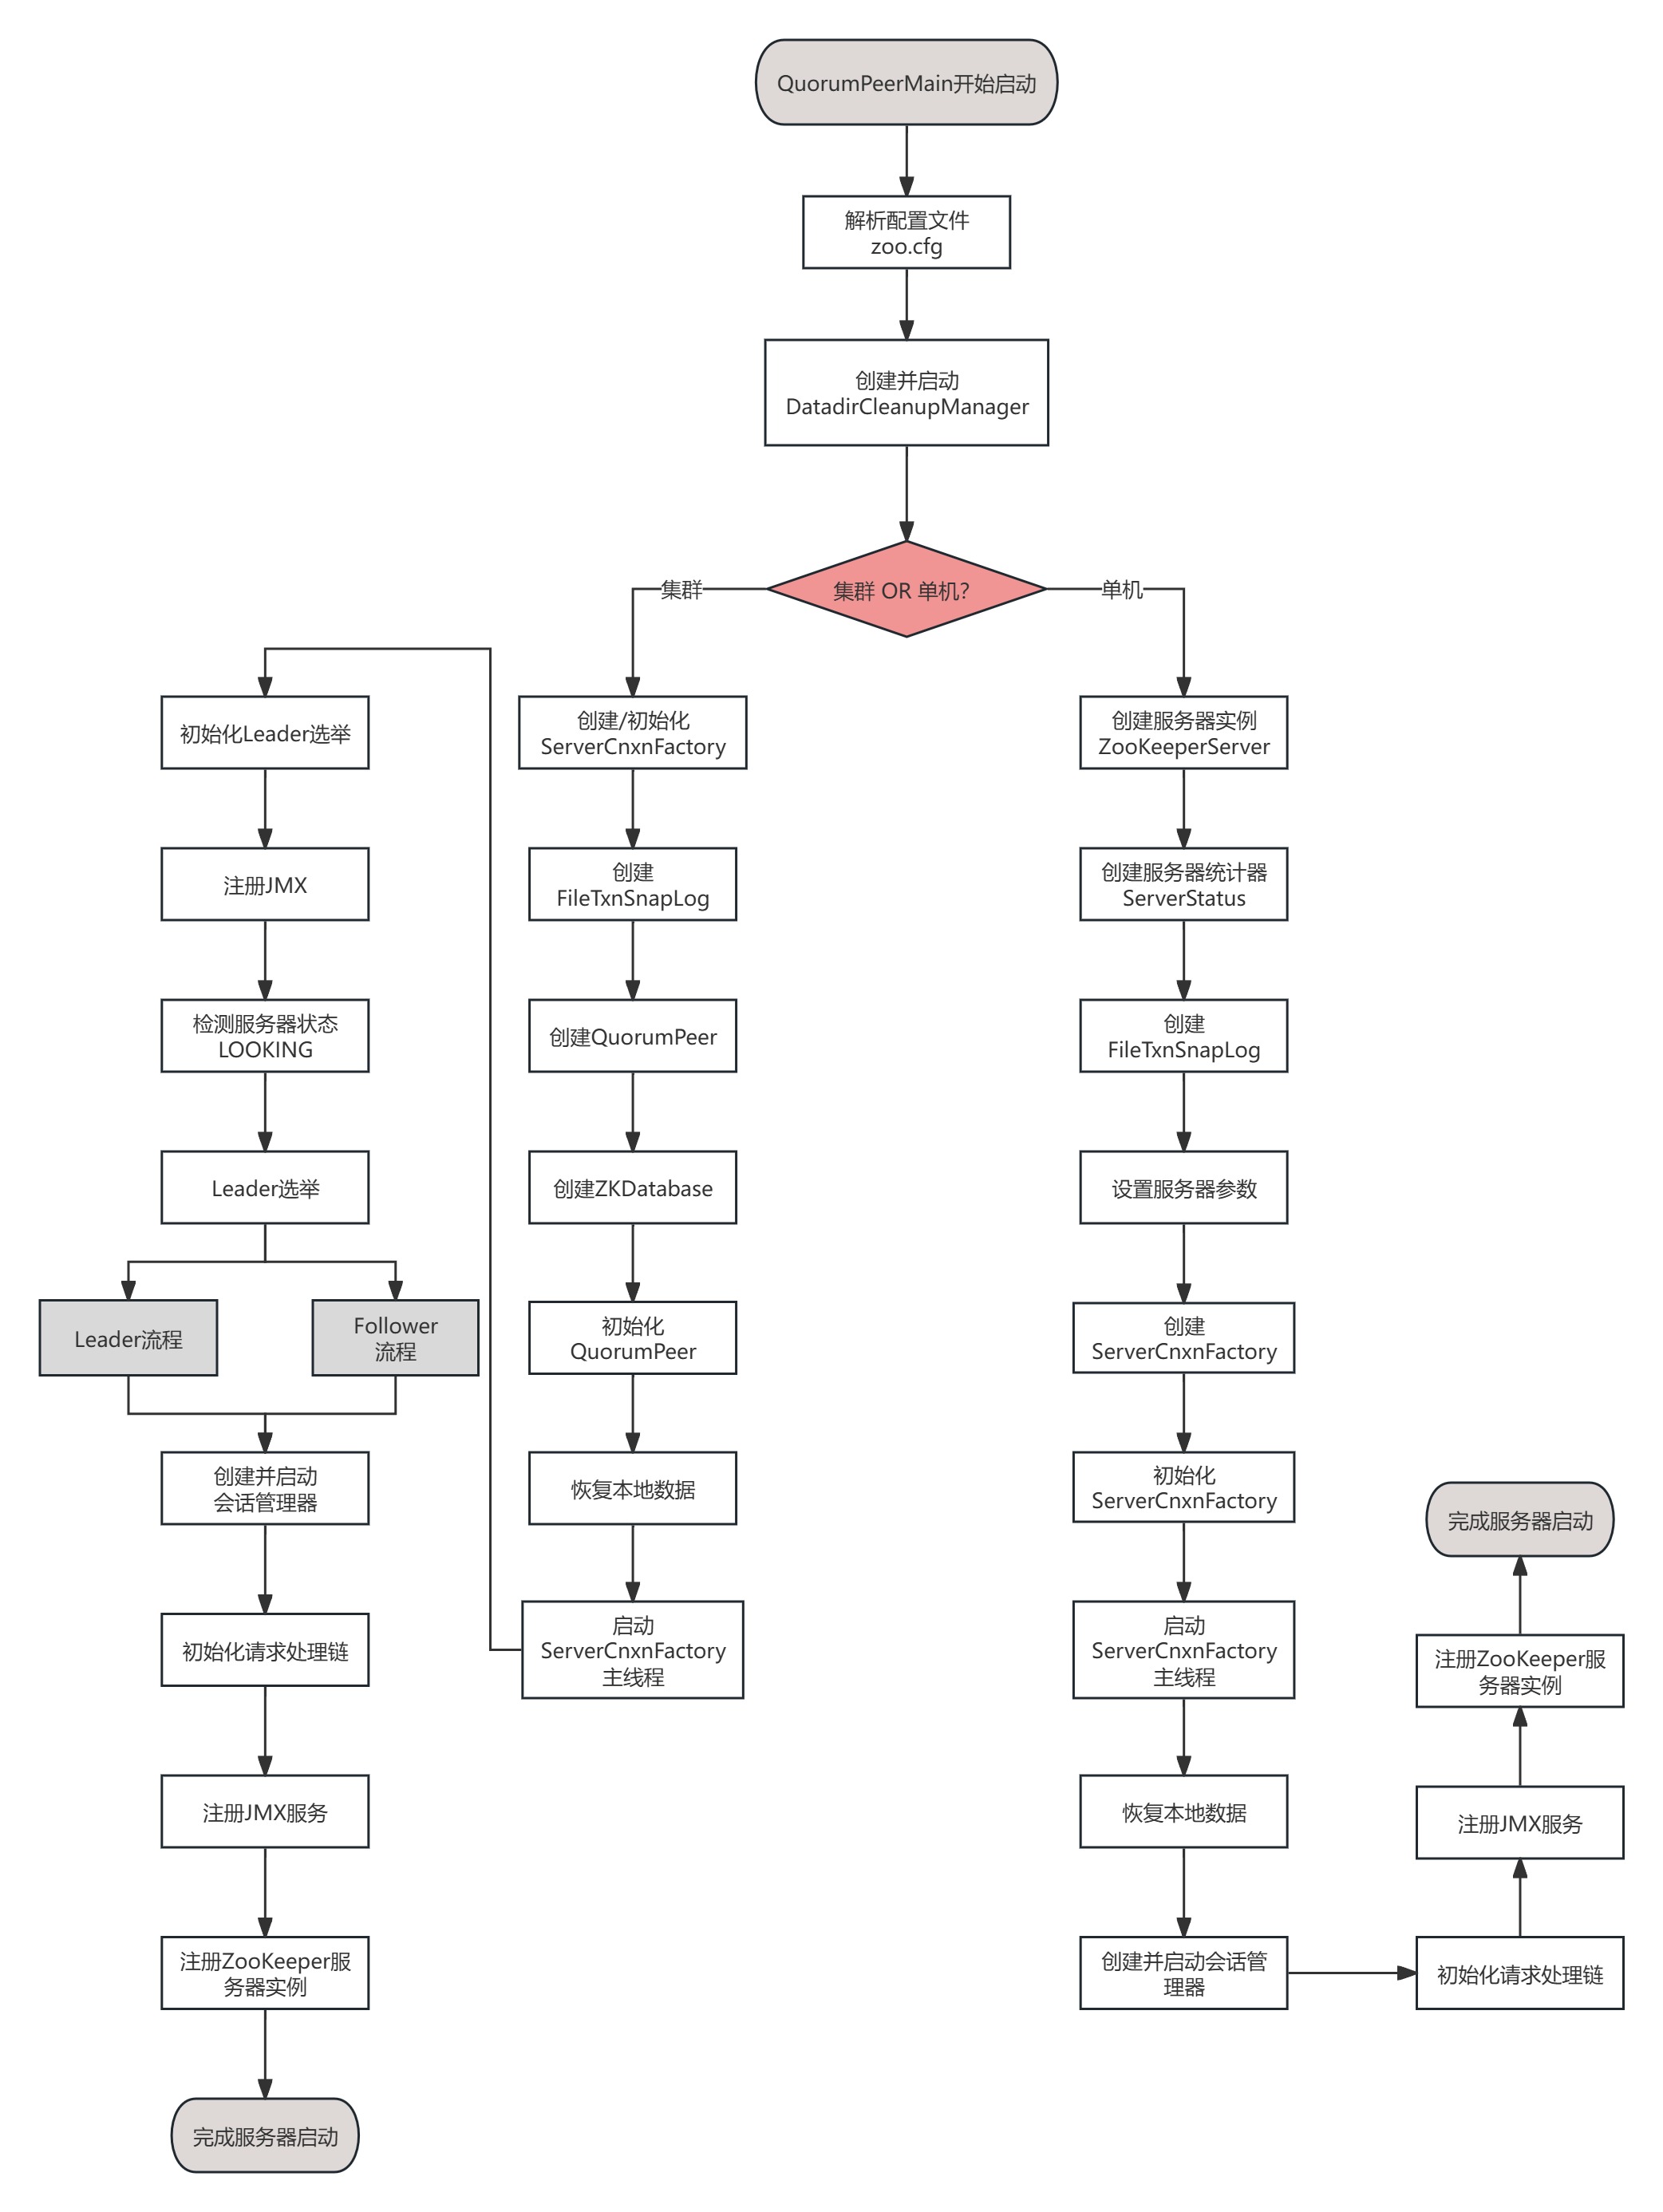 QuorumPeerMain开始启动
解析配置文件
zoo.cfg
创建并启动
DatadirCleanupManager
集群 OR 单机?
集群
单机
创建/初始化
ServerCnxnFactory
创建
FileTxnSnapLog
创建QuorumPeer
创建ZKDatabase
初始化
QuorumPeer
恢复本地数据
启动
ServerCnxnFactory
主线程
初始化Leader选举
注册JMX
检测服务器状态
LOOKING
Leader选举
Leader流程
Follower
流程
创建并启动
会话管理器
初始化请求处理链
注册JMX服务
注册ZooKeeper服
务器实例
完成服务器启动
创建服务器实例
ZooKeeperServer
创建服务器统计器
ServerStatus
创建
FileTxnSnapLog
设置服务器参数
创建
ServerCnxnFactory
初始化
ServerCnxnFactory
启动
ServerCnxnFactory
主线程
恢复本地数据
创建并启动会话管
理器
初始化请求处理链
注册JMX服务
注册ZooKeeper服
务器实例
完成服务器启动